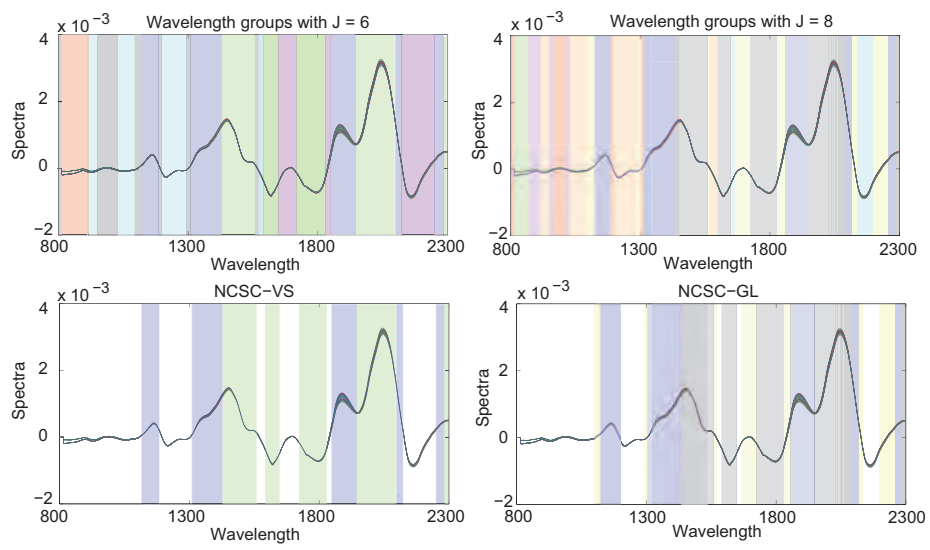 Wavelength groups with J = 6
x 10⁻³
4
2
0
−2
Spectra
800 1300 1800 2300
Wavelength
Wavelength groups with J = 8
x 10⁻³
4
2
0
−2
Spectra
800 1300 1800 2300
Wavelength
NCSC−VS
x 10⁻³
4
2
0
−2
Spectra
800 1300 1800 2300
Wavelength
NCSC−GL
x 10⁻³
4
2
0
−2
Spectra
800 1300 1800 2300
Wavelength